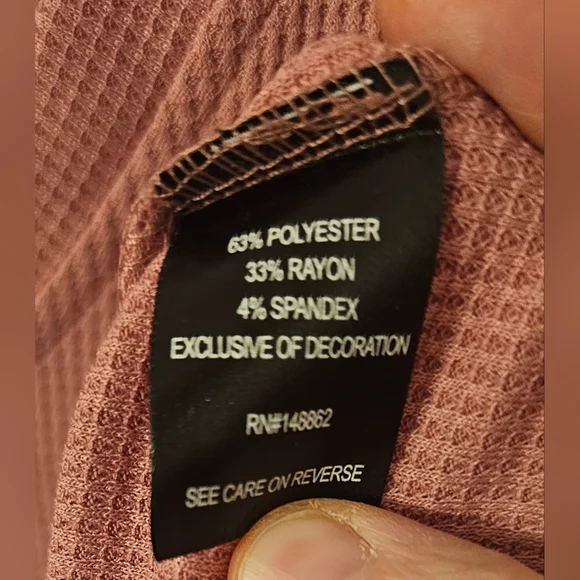 63% POLYESTER
33% RAYON
4% SPANDEX
EXCLUSIVE OF DECORATION
RN#148862
SEE CARE ON REVERSE